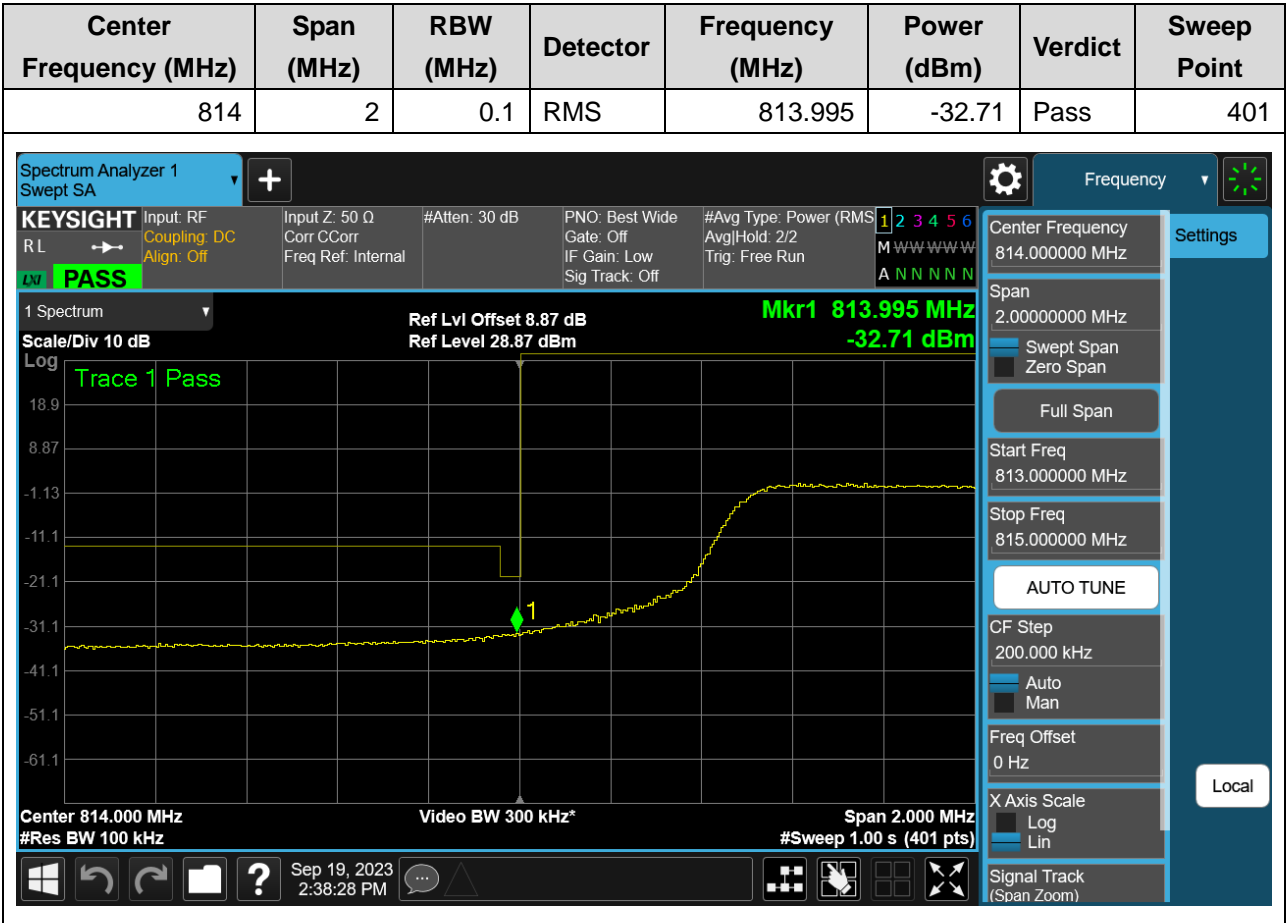 Center Frequency (MHz) Span (MHz) RBW (MHz) Detector Frequency (MHz) Power (dBm) Verdict Sweep Point
814 2 0.1 RMS 813.995 -32.71 Pass 401
Spectrum Analyzer 1
Swept SA
Frequency
KEYSIGHT
R L
LXI PASS
Input: RF
Coupling: DC
Align: Off
Input Z: 50 Ω
Corr CCorr
Freq Ref: Internal
#Atten: 30 dB
PNO: Best Wide
Gate: Off
IF Gain: Low
Sig Track: Off
#Avg Type: Power (RMS
Avg|Hold: 2/2
Trig: Free Run
1 2 3 4 5 6
M W W W W W
A N N N N N
1 Spectrum
Scale/Div 10 dB
Ref Lvl Offset 8.87 dB
Ref Level 28.87 dBm
Mkr1 813.995 MHz
-32.71 dBm
Log
Trace 1 Pass
18.9
8.87
-1.13
-11.1
-21.1
-31.1
-41.1
-51.1
-61.1
1
Center 814.000 MHz
#Res BW 100 kHz
Video BW 300 kHz*
Span 2.000 MHz
#Sweep 1.00 s (401 pts)
Center Frequency
814.000000 MHz
Span
2.00000000 MHz
Swept Span
Zero Span
Full Span
Start Freq
813.000000 MHz
Stop Freq
815.000000 MHz
AUTO TUNE
CF Step
200.000 kHz
Auto
Man
Freq Offset
0 Hz
X Axis Scale
Log
Lin
Signal Track
(Span Zoom)
Settings
Local
?
Sep 19, 2023
2:38:28 PM